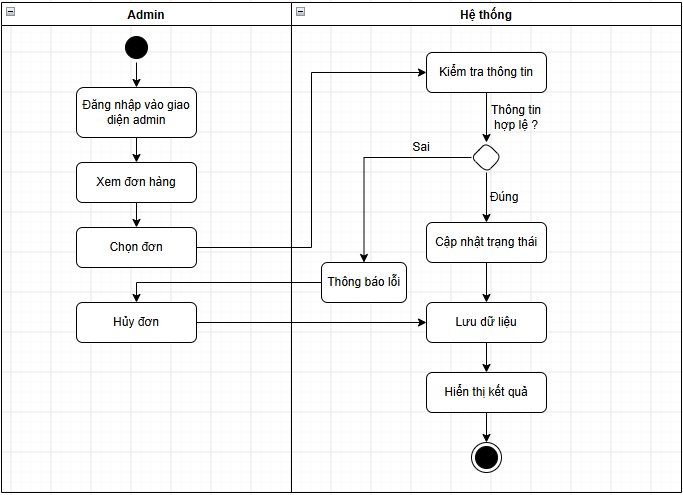 Admin
Hệ thống
Đăng nhập vào giao
diện admin
Xem đơn hàng
Chọn đơn
Kiểm tra thông tin
Thông tin
hợp lệ ?
Sai
Đúng
Cập nhật trạng thái
Thông báo lỗi
Hủy đơn
Lưu dữ liệu
Hiển thị kết quả